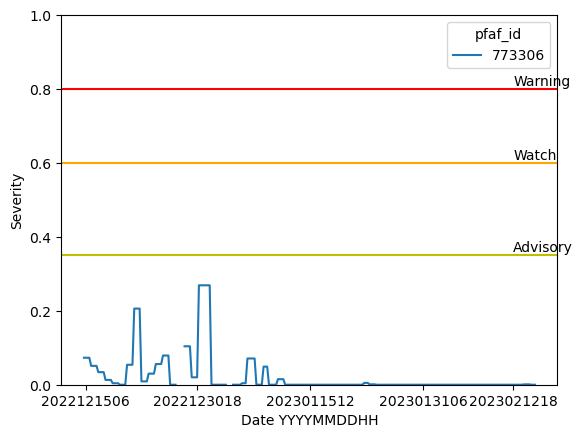 pfaf_id
773306
1.0
0.8
0.6
0.4
0.2
0.0
Severity
Warning
Watch
Advisory
2022121506 2022123018 2023011512 2023013106 2023021218
Date YYYYMMDDHH